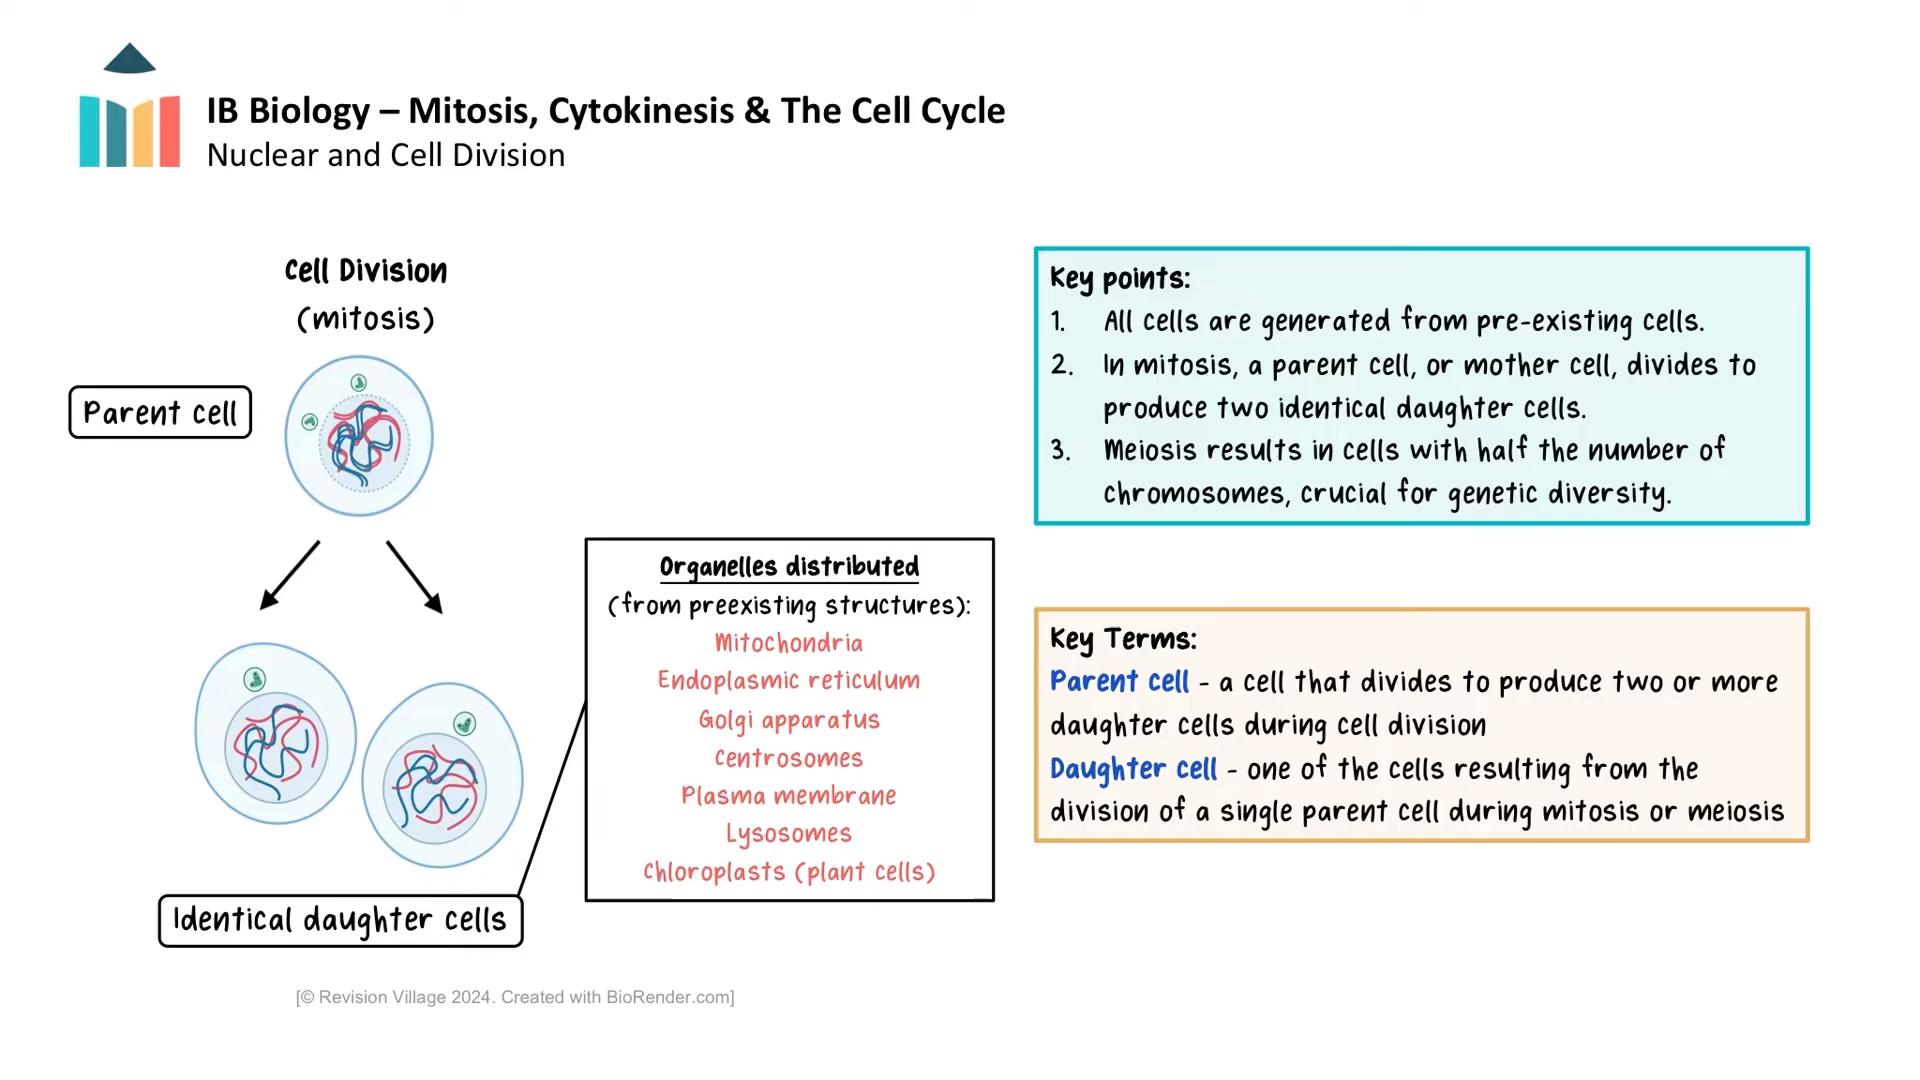 IB Biology – Mitosis, Cytokinesis & The Cell Cycle
Nuclear and Cell Division
Cell Division
(mitosis)
Parent cell
Identical daughter cells
Organelles distributed
(from preexisting structures):
Mitochondria
Endoplasmic reticulum
Golgi apparatus
Centrosomes
Plasma membrane
Lysosomes
Chloroplasts (plant cells)
Key points:
1. All cells are generated from pre-existing cells.
2. In mitosis, a parent cell, or mother cell, divides to
produce two identical daughter cells.
3. Meiosis results in cells with half the number of
chromosomes, crucial for genetic diversity.
Key Terms:
Parent cell - a cell that divides to produce two or more
daughter cells during cell division
Daughter cell - one of the cells resulting from the
division of a single parent cell during mitosis or meiosis
[© Revision Village 2024. Created with BioRender.com]